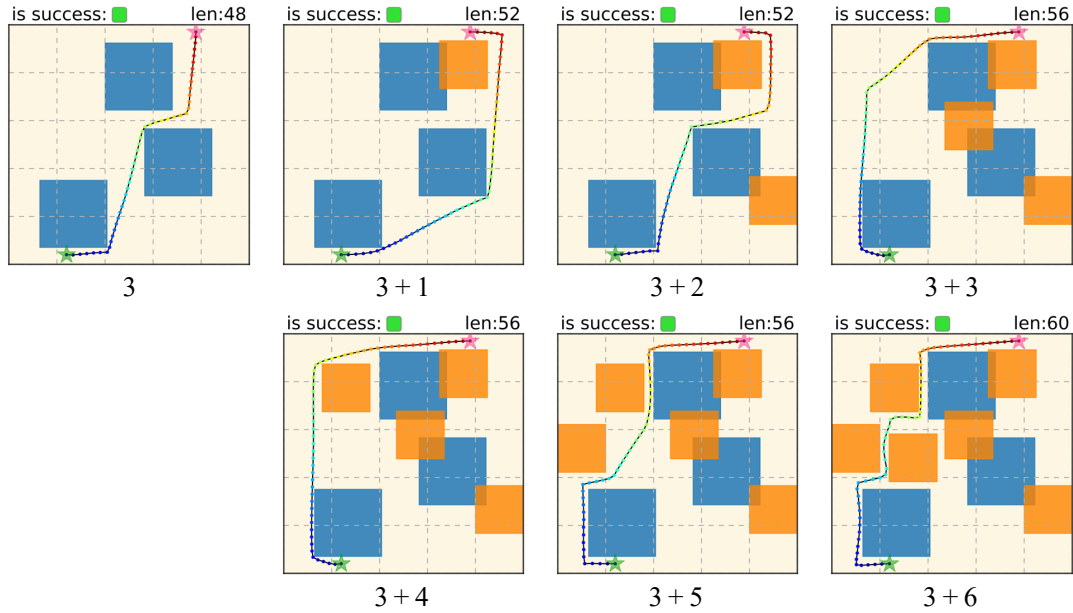 is success: len:48
is success: len:52
is success: len:52
is success: len:56
3
3 + 1
3 + 2
3 + 3
is success: len:56
is success: len:56
is success: len:60
3 + 4
3 + 5
3 + 6